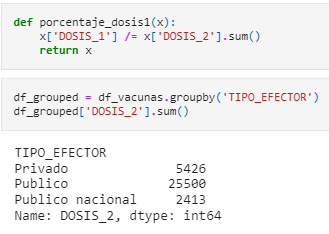 def porcentaje_dosis1(x):
    x['DOSIS_1'] /= x['DOSIS_2'].sum()
    return x
df_grouped = df_vacunas.groupby('TIPO_EFECTOR')
df_grouped['DOSIS_2'].sum()
TIPO_EFECTOR
Privado              5426
Publico             25500
Publico nacional     2413
Name: DOSIS_2, dtype: int64